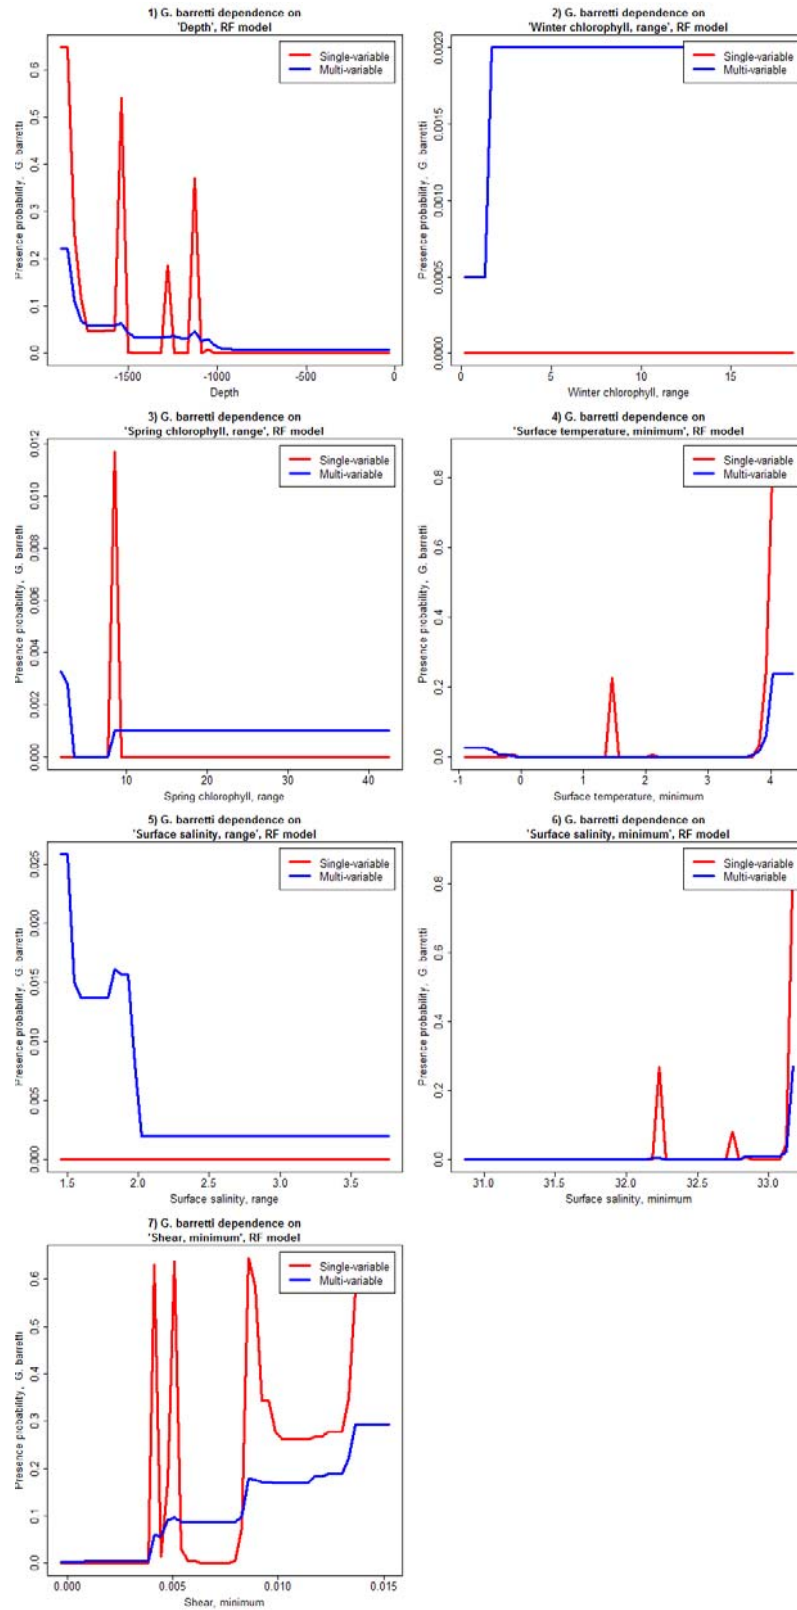 1) G. barretti dependence on
'Depth', RF model
Single-variable
Multi-variable
Presence probability, G. barretti
0.0
0.1
0.2
0.3
0.4
0.5
0.6
-1500
-1000
-500
0
Depth
2) G. barretti dependence on
'Winter chlorophyll, range', RF model
Single-variable
Multi-variable
Presence probability, G. barretti
0.0000
0.0005
0.0010
0.0015
0.0020
0
5
10
15
Winter chlorophyll, range
3) G. barretti dependence on
'Spring chlorophyll, range', RF model
Single-variable
Multi-variable
Presence probability, G. barretti
0.000
0.002
0.004
0.006
0.008
0.010
0.012
10
20
30
40
Spring chlorophyll, range
4) G. barretti dependence on
'Surface temperature, minimum', RF model
Single-variable
Multi-variable
Presence probability, G. barretti
0.0
0.2
0.4
0.6
0.8
-1
0
1
2
3
4
Surface temperature, minimum
5) G. barretti dependence on
'Surface salinity, range', RF model
Single-variable
Multi-variable
Presence probability, G. barretti
0.000
0.005
0.010
0.015
0.020
0.025
1.5
2.0
2.5
3.0
3.5
Surface salinity, range
6) G. barretti dependence on
'Surface salinity, minimum', RF model
Single-variable
Multi-variable
Presence probability, G. barretti
0.0
0.2
0.4
0.6
0.8
31.0
31.5
32.0
32.5
33.0
Surface salinity, minimum
7) G. barretti dependence on
'Shear, minimum', RF model
Single-variable
Multi-variable
Presence probability, G. barretti
0.0
0.1
0.2
0.3
0.4
0.5
0.6
0.000
0.005
0.010
0.015
Shear, minimum